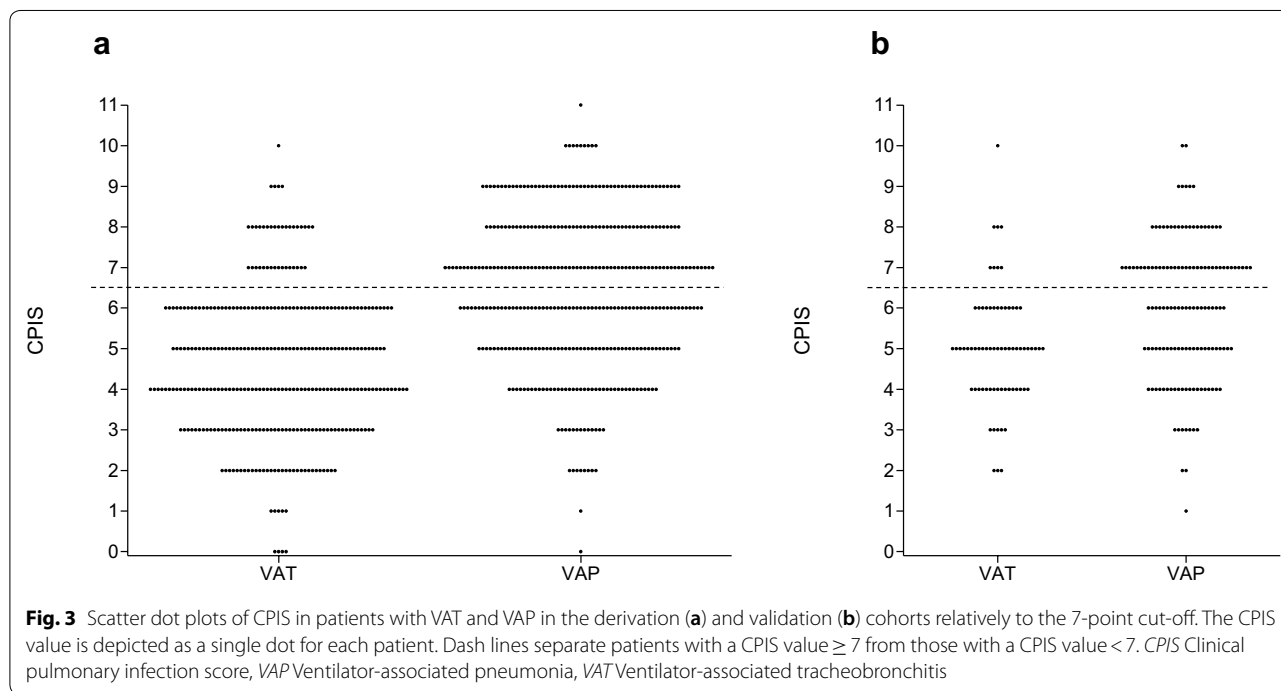 a
b
11
10
9
8
7
6
5
4
3
2
1
0
CPIS
VAT
VAP
11
10
9
8
7
6
5
4
3
2
1
0
CPIS
VAT
VAP
Fig. 3 Scatter dot plots of CPIS in patients with VAT and VAP in the derivation (a) and validation (b) cohorts relatively to the 7-point cut-off. The CPIS
value is depicted as a single dot for each patient. Dash lines separate patients with a CPIS value ≥ 7 from those with a CPIS value < 7. CPIS Clinical
pulmonary infection score, VAP Ventilator-associated pneumonia, VAT Ventilator-associated tracheobronchitis